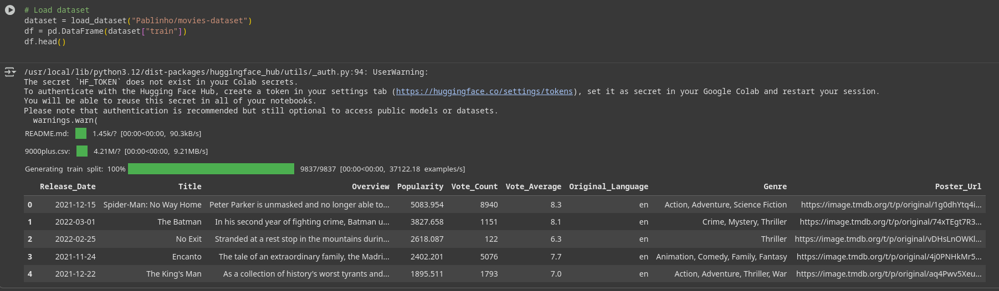 # Load dataset
dataset = load_dataset("Pablinho/movies-dataset")
df = pd.DataFrame(dataset["train"])
df.head()
/usr/local/lib/python3.12/dist-packages/huggingface_hub/utils/_auth.py:94: UserWarning:
The secret `HF_TOKEN` does not exist in your Colab secrets.
To authenticate with the Hugging Face Hub, create a token in your settings tab (https://huggingface.co/settings/tokens), set it as secret in your Google Colab and restart your session.
You will be able to reuse this secret in all of your notebooks.
Please note that authentication is recommended but still optional to access public models or datasets.
  warnings.warn(
README.md: 1.45k/? [00:00<00:00, 90.3kB/s]
9000plus.csv: 4.21M/? [00:00<00:00, 9.21MB/s]
Generating train split: 100% 9837/9837 [00:00<00:00, 37122.18 examples/s]
Release_Date Title Overview Popularity Vote_Count Vote_Average Original_Language Genre Poster_Url
0 2021-12-15 Spider-Man: No Way Home Peter Parker is unmasked and no longer able to... 5083.954 8940 8.3 en Action, Adventure, Science Fiction https://image.tmdb.org/t/p/original/1g0dhYtq4i...
1 2022-03-01 The Batman In his second year of fighting crime, Batman u... 3827.658 1151 8.1 en Crime, Mystery, Thriller https://image.tmdb.org/t/p/original/74xTEgt7R3...
2 2022-02-25 No Exit Stranded at a rest stop in the mountains durin... 2618.087 122 6.3 en Thriller https://image.tmdb.org/t/p/original/vDHsLnOWKl...
3 2021-11-24 Encanto The tale of an extraordinary family, the Madri... 2402.201 5076 7.7 en Animation, Comedy, Family, Fantasy https://image.tmdb.org/t/p/original/4j0PNHkMr5...
4 2021-12-22 The King's Man As a collection of history's worst tyrants and... 1895.511 1793 7.0 en Action, Adventure, Thriller, War https://image.tmdb.org/t/p/original/aq4Pwv5Xeu...